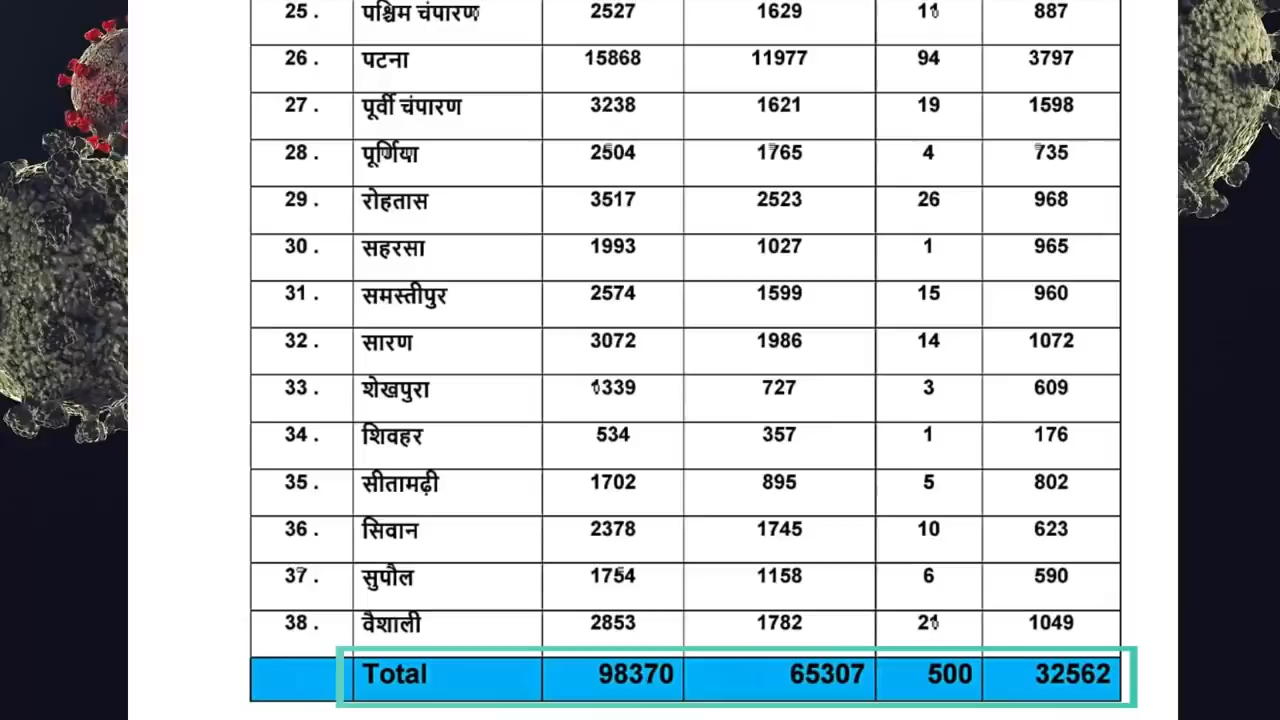 25 . पश्चिम चंपारण 2527 1629 11 887
26 . पटना 15868 11977 94 3797
27 . पूर्वी चंपारण 3238 1621 19 1598
28 . पूर्णिया 2504 1765 4 735
29 . रोहतास 3517 2523 26 968
30 . सहरसा 1993 1027 1 965
31 . समस्तीपुर 2574 1599 15 960
32 . सारण 3072 1986 14 1072
33 . शेखपुरा 1339 727 3 609
34 . शिवहर 534 357 1 176
35 . सीतामढ़ी 1702 895 5 802
36 . सिवान 2378 1745 10 623
37 . सुपौल 1754 1158 6 590
38 . वैशाली 2853 1782 21 1049
Total 98370 65307 500 32562